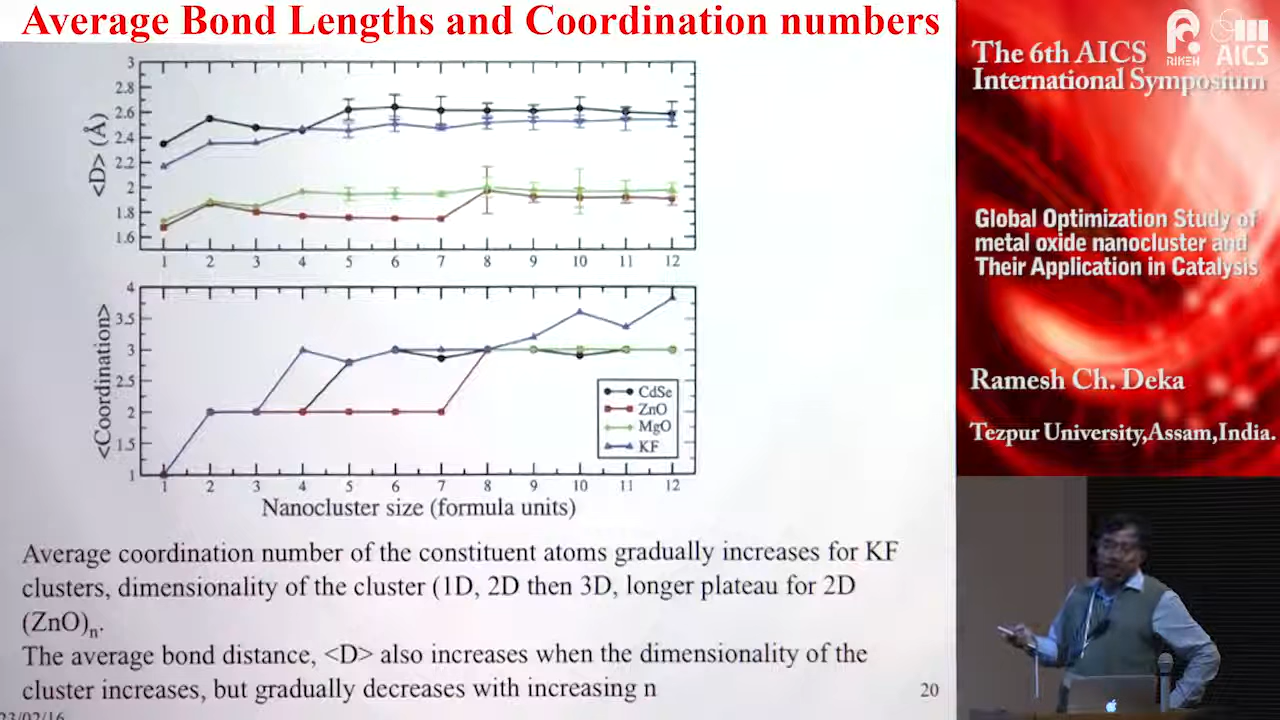 Average Bond Lengths and Coordination numbers
3
2.8
2.6
2.4
2.2
2
1.8
1.6
<D> (Å)
1 2 3 4 5 6 7 8 9 10 11 12
4
3.5
3
2.5
2
1.5
1
<Coordination>
CdSe
ZnO
MgO
KF
1 2 3 4 5 6 7 8 9 10 11 12
Nanocluster size (formula units)
Average coordination number of the constituent atoms gradually increases for KF
clusters, dimensionality of the cluster (1D, 2D then 3D, longer plateau for 2D
(ZnO)n.
The average bond distance, <D> also increases when the dimensionality of the
cluster increases, but gradually decreases with increasing n
20
23/02/16
RIKEN
AICS
The 6th AICS
International Symposium
Global Optimization Study of
metal oxide nanocluster and
Their Application in Catalysis
Ramesh Ch. Deka
Tezpur University,Assam,India.